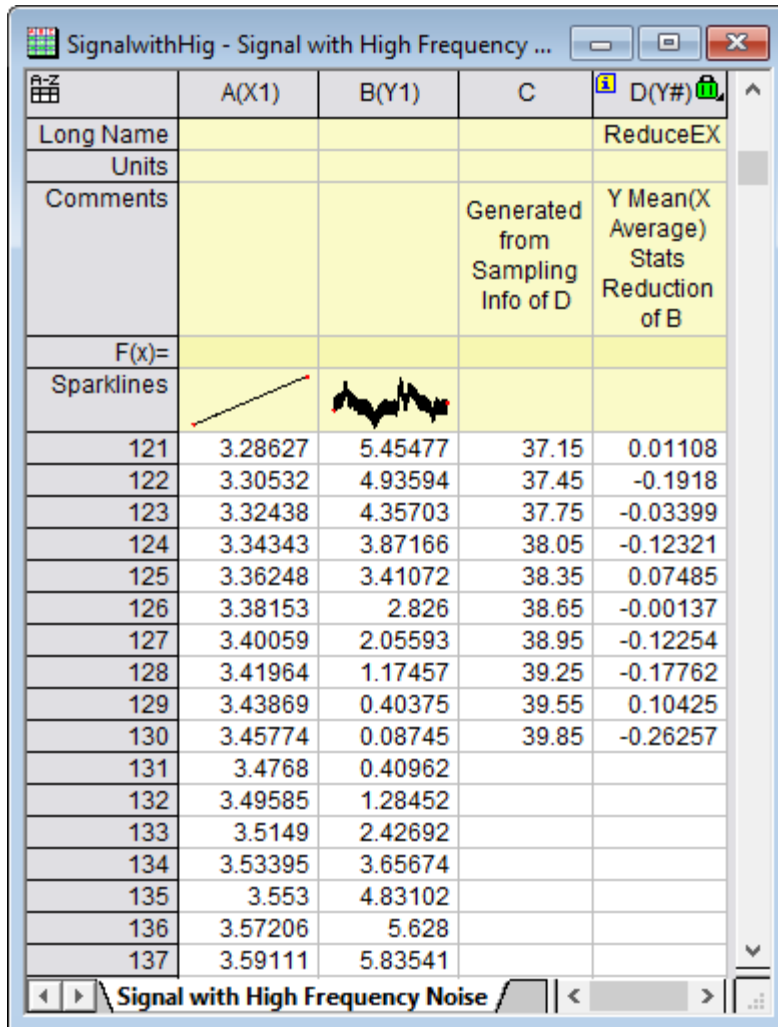 SignalwithHig - Signal with High Frequency ...
A-Z A(X1) B(Y1) C i D(Y#)
Long Name ReduceEX
Units
Comments Generated from Sampling Info of D Y Mean(X Average) Stats Reduction of B
F(x)=
Sparklines
121 3.28627 5.45477 37.15 0.01108
122 3.30532 4.93594 37.45 -0.1918
123 3.32438 4.35703 37.75 -0.03399
124 3.34343 3.87166 38.05 -0.12321
125 3.36248 3.41072 38.35 0.07485
126 3.38153 2.826 38.65 -0.00137
127 3.40059 2.05593 38.95 -0.12254
128 3.41964 1.17457 39.25 -0.17762
129 3.43869 0.40375 39.55 0.10425
130 3.45774 0.08745 39.85 -0.26257
131 3.4768 0.40962
132 3.49585 1.28452
133 3.5149 2.42692
134 3.53395 3.65674
135 3.553 4.83102
136 3.57206 5.628
137 3.59111 5.83541
Signal with High Frequency Noise